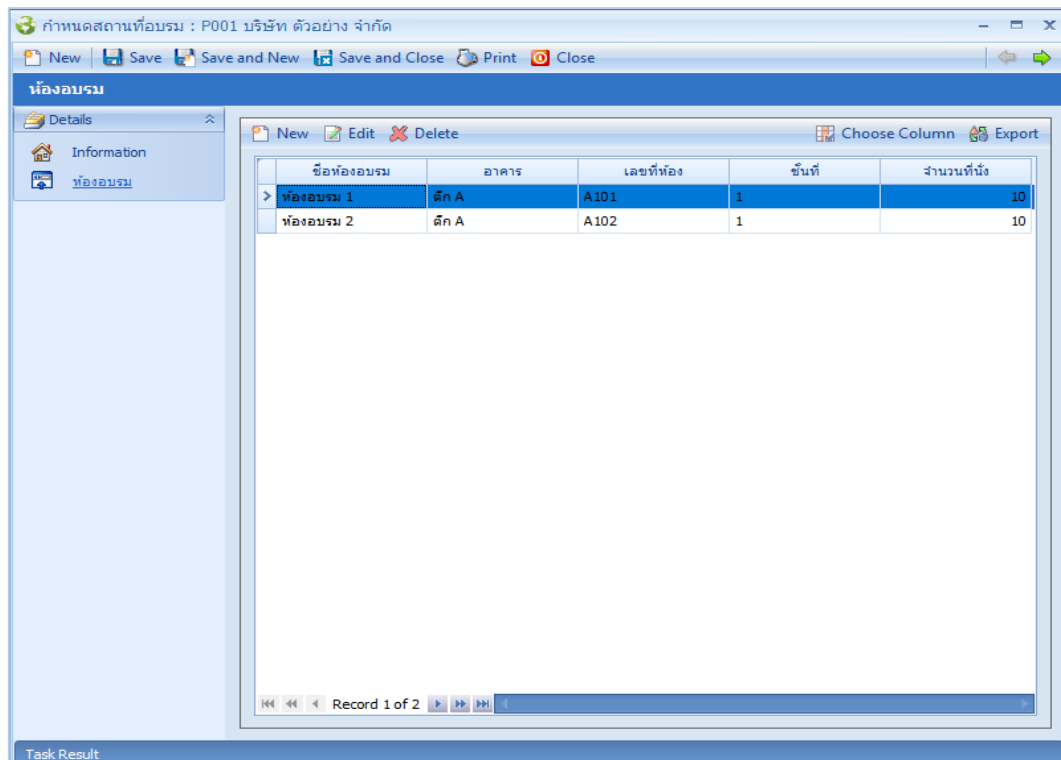 กำหนดสถานที่อบรม : P001 บริษัท ตัวอย่าง จำกัด
New Save Save and New Save and Close Print Close
ห้องอบรม
Details
Information
ห้องอบรม
New Edit Delete Choose Column Export
ชื่อห้องอบรม อาคาร เลขที่ห้อง ชั้นที่ จำนวนที่นั่ง
ห้องอบรม 1 ตึก A A101 1 10
ห้องอบรม 2 ตึก A A102 1 10
Record 1 of 2
Task Result